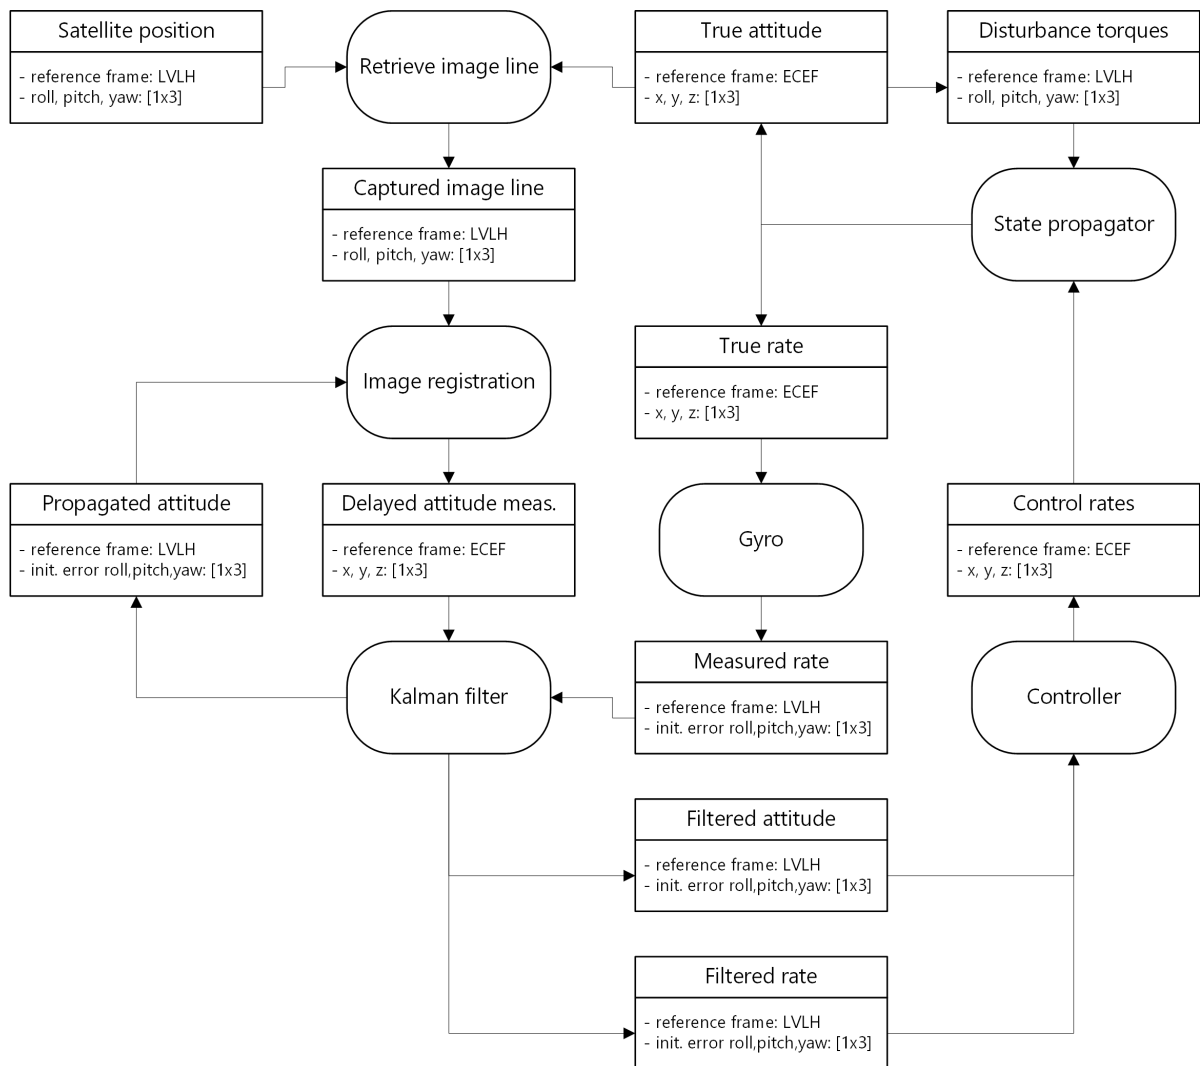 Satellite position
- reference frame: LVLH
- roll, pitch, yaw: [1x3]
Retrieve image line
True attitude
- reference frame: ECEF
- x, y, z: [1x3]
Disturbance torques
- reference frame: LVLH
- roll, pitch, yaw: [1x3]
Captured image line
- reference frame: LVLH
- roll, pitch, yaw: [1x3]
State propagator
Image registration
True rate
- reference frame: ECEF
- x, y, z: [1x3]
Propagated attitude
- reference frame: LVLH
- init. error roll,pitch,yaw: [1x3]
Delayed attitude meas.
- reference frame: ECEF
- x, y, z: [1x3]
Gyro
Control rates
- reference frame: ECEF
- x, y, z: [1x3]
Kalman filter
Measured rate
- reference frame: LVLH
- init. error roll,pitch,yaw: [1x3]
Controller
Filtered attitude
- reference frame: LVLH
- init. error roll,pitch,yaw: [1x3]
Filtered rate
- reference frame: LVLH
- init. error roll,pitch,yaw: [1x3]